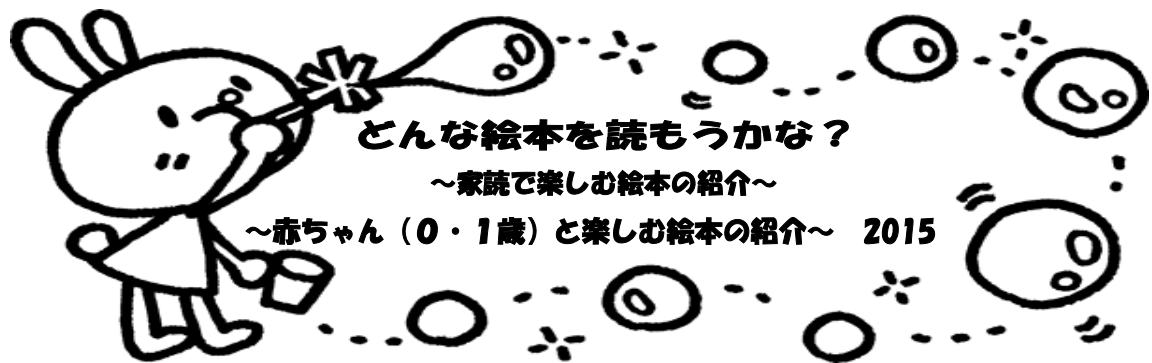 どんな絵本を読もうかな？
～家読で楽しむ絵本の紹介～
～赤ちゃん（０・１歳）と楽しむ絵本の紹介～　2015